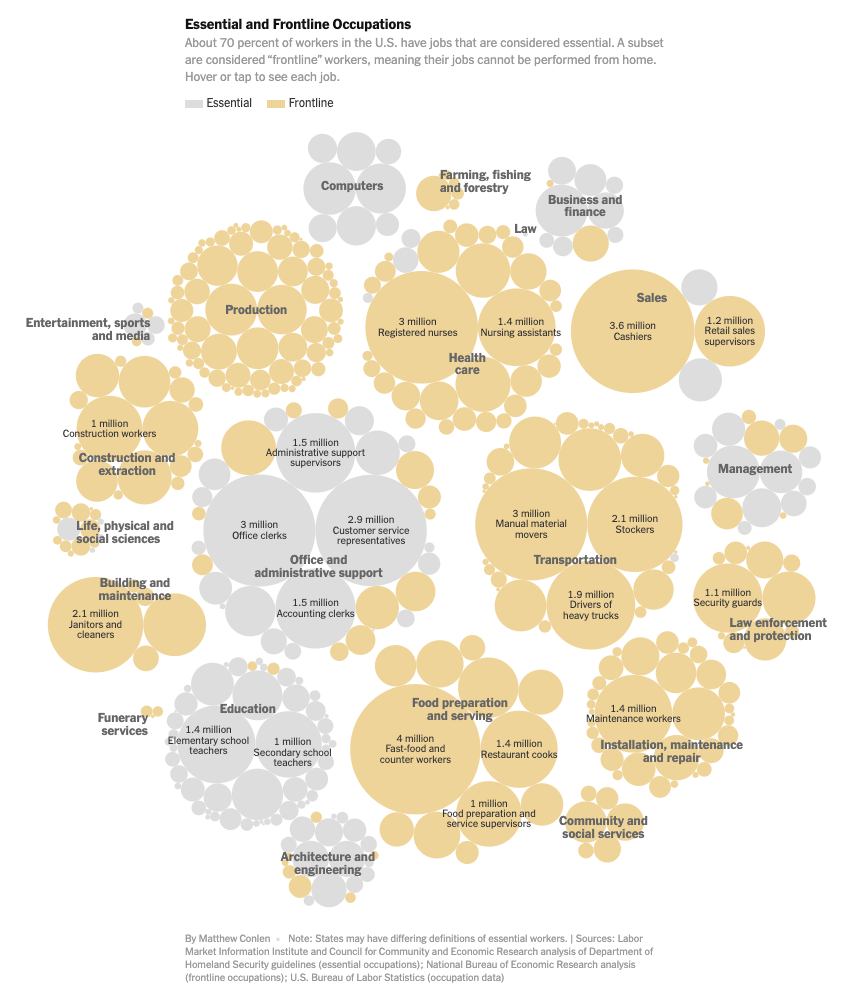 Essential and Frontline Occupations
About 70 percent of workers in the U.S. have jobs that are considered essential. A subset
are considered “frontline” workers, meaning their jobs cannot be performed from home.
Hover or tap to see each job.
Essential
Frontline
Computers
Farming, fishing
and forestry
Business and
finance
Law
Production
Entertainment, sports
and media
3 million
Registered nurses
1.4 million
Nursing assistants
Health
care
Sales
3.6 million
Cashiers
1.2 million
Retail sales
supervisors
1 million
Construction workers
Construction and
extraction
1.5 million
Administrative support
supervisors
3 million
Office clerks
2.9 million
Customer service
representatives
Office and
administrative support
1.5 million
Accounting clerks
3 million
Manual material
movers
2.1 million
Stockers
Transportation
1.9 million
Drivers of
heavy trucks
Management
Life, physical and
social sciences
Building and
maintenance
2.1 million
Janitors and
cleaners
1.1 million
Security guards
Law enforcement
and protection
Funerary
services
Education
1.4 million
Elementary school
teachers
1 million
Secondary school
teachers
Food preparation
and serving
4 million
Fast-food and
counter workers
1.4 million
Restaurant cooks
1 million
Food preparation and
service supervisors
1.4 million
Maintenance workers
Installation, maintenance
and repair
Community and
social services
Architecture and
engineering
By Matthew Conlen • Note: States may have differing definitions of essential workers. | Sources: Labor
Market Information Institute and Council for Community and Economic Research analysis of Department of
Homeland Security guidelines (essential occupations); National Bureau of Economic Research analysis
(frontline occupations); U.S. Bureau of Labor Statistics (occupation data)